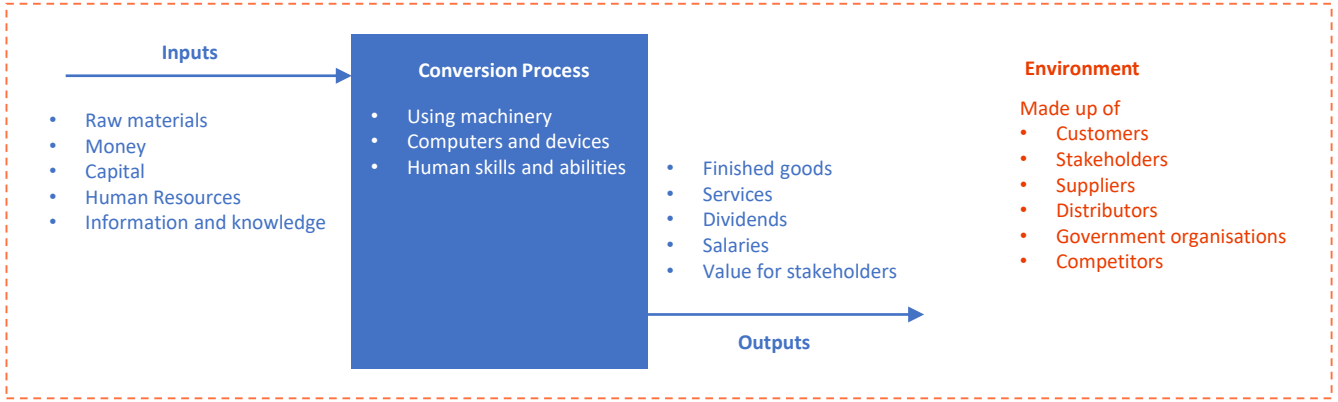 Inputs
Raw materials
Money
Capital
Human Resources
Information and knowledge
Conversion Process
Using machinery
Computers and devices
Human skills and abilities
Finished goods
Services
Dividends
Salaries
Value for stakeholders
Outputs
Environment
Made up of
Customers
Stakeholders
Suppliers
Distributors
Government organisations
Competitors